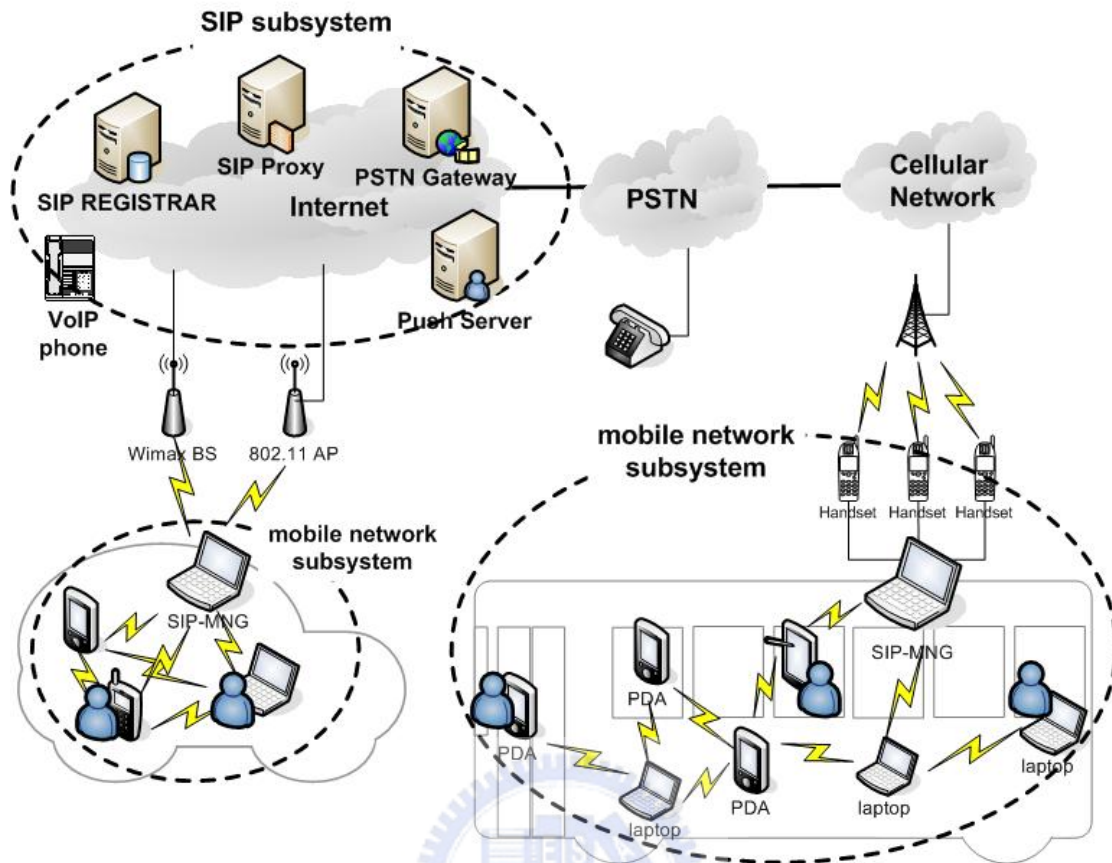 SIP subsystem
SIP Proxy
PSTN Gateway
SIP REGISTRAR
Internet
PSTN
Cellular
Network
VoIP
phone
Push Server
Wimax BS
802.11 AP
mobile network
subsystem
Handset
Handset
Handset
mobile network
subsystem
SIP-MNG
SIP-MNG
PDA
PDA
PDA
laptop
laptop
laptop